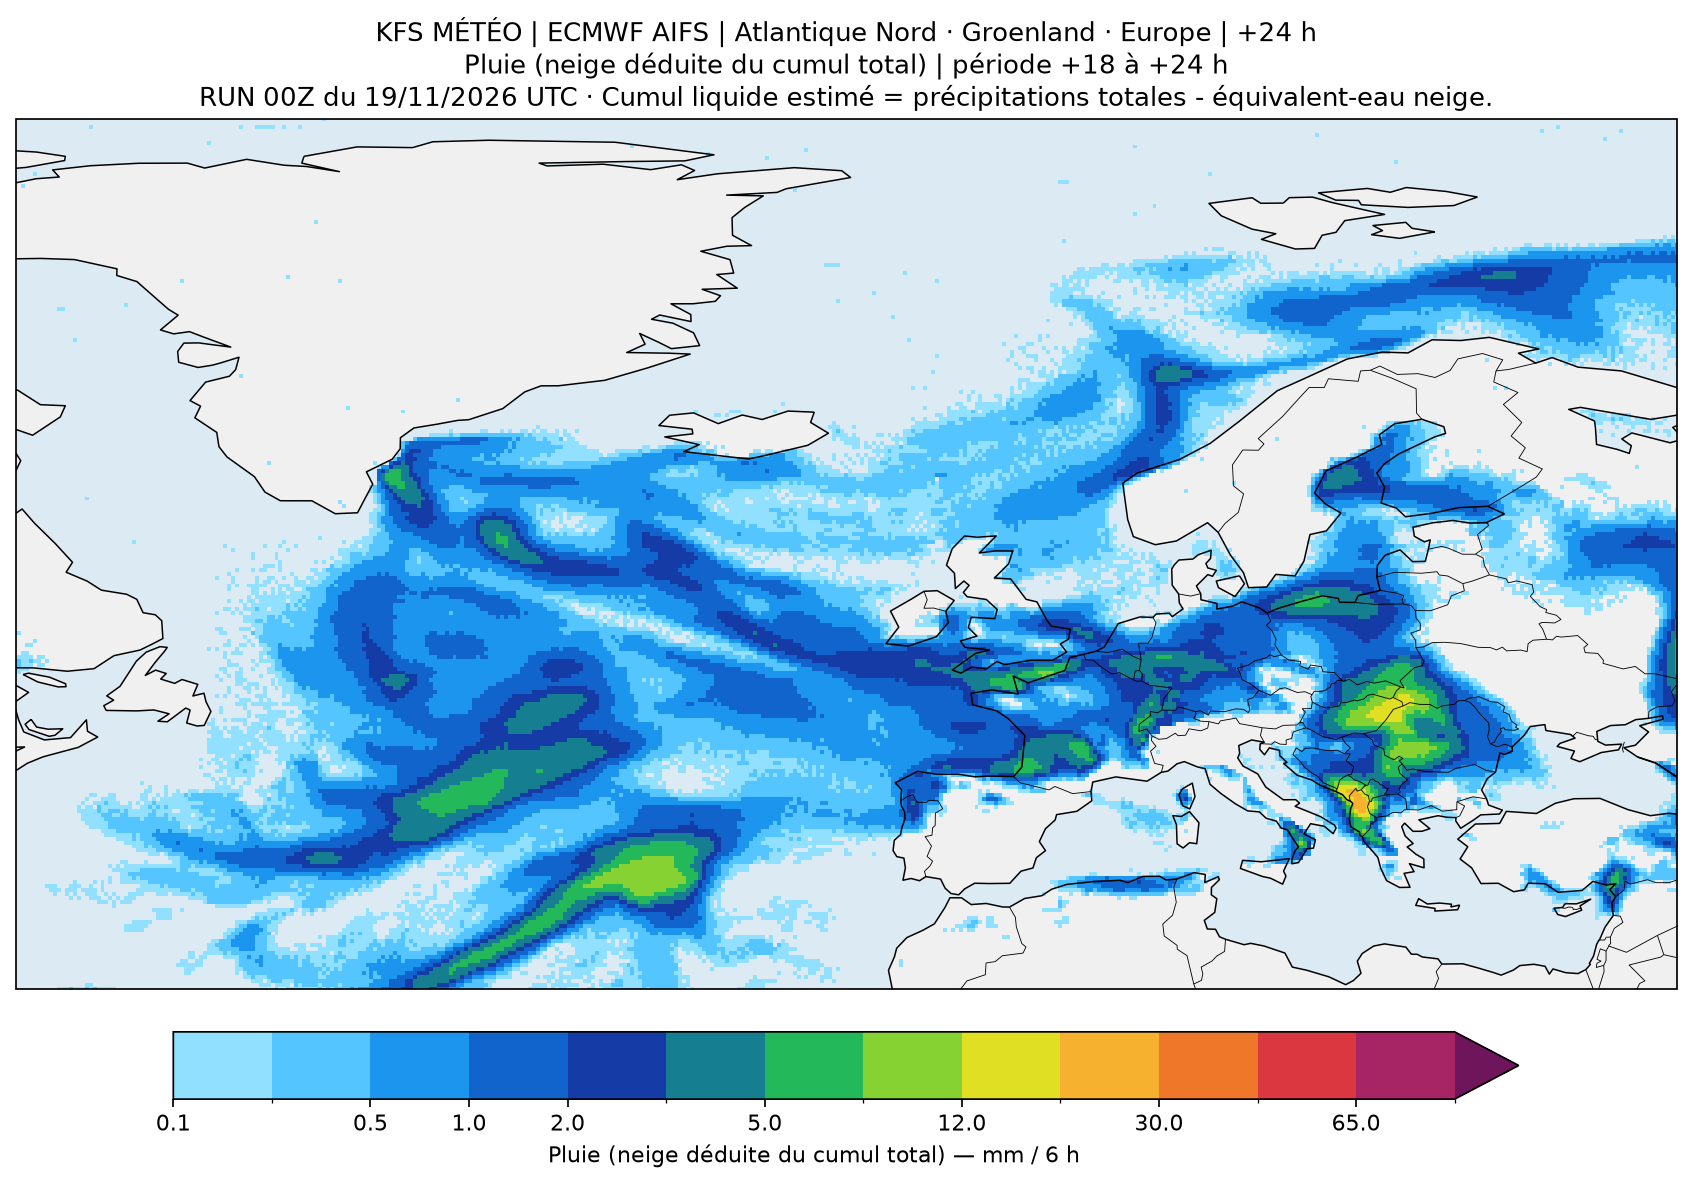 KFS MÉTÉO | ECMWF AIFS | Atlantique Nord · Groenland · Europe | +24 h
Pluie (neige déduite du cumul total) | période +18 à +24 h
RUN 00Z du 19/11/2026 UTC · Cumul liquide estimé = précipitations totales - équivalent-eau neige.
0.1 0.5 1.0 2.0 5.0 12.0 30.0 65.0
Pluie (neige déduite du cumul total) — mm / 6 h